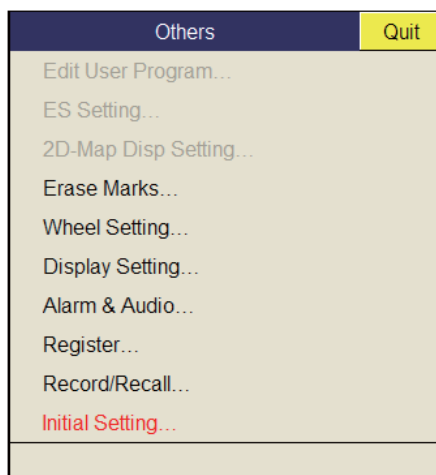 Others Quit
Edit User Program...
ES Setting...
2D-Map Disp Setting...
Erase Marks...
Wheel Setting...
Display Setting...
Alarm & Audio...
Register...
Record/Recall...
Initial Setting...